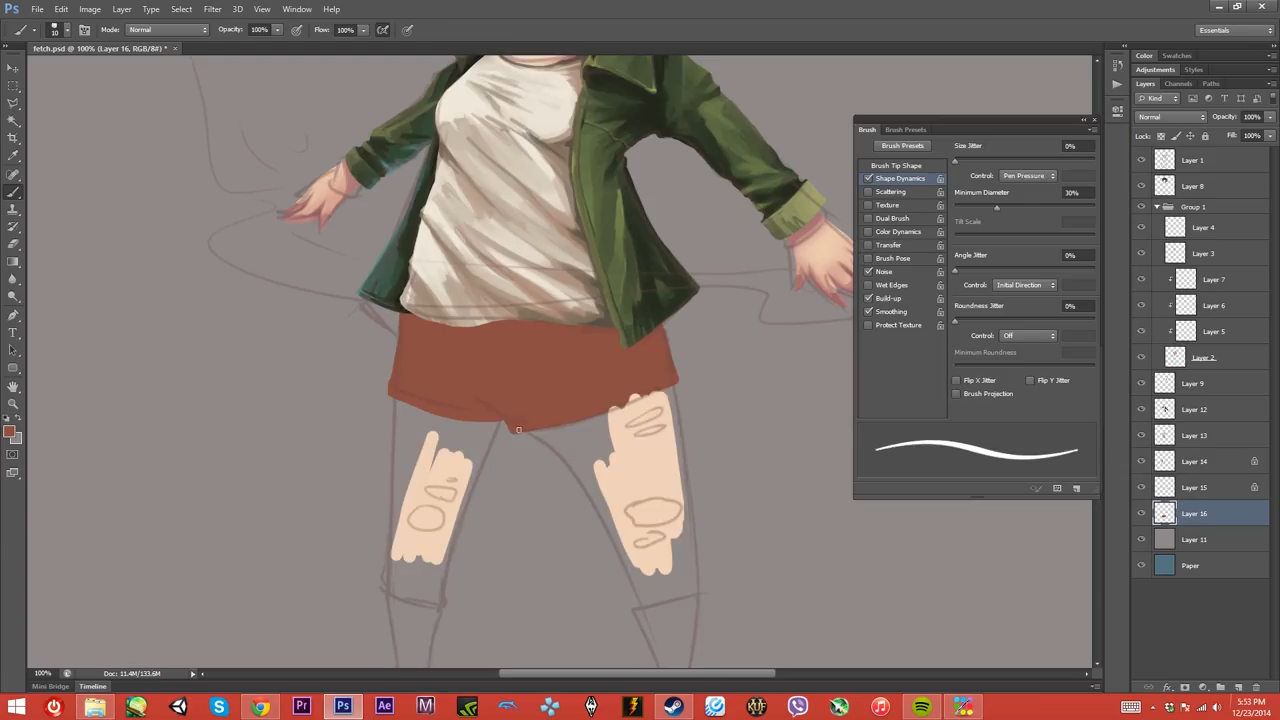 Ps File Edit Image Layer Type Select Filter 3D View Window Help
10 Mode: Normal Opacity: 100% Flow: 100% Essentials
fetch.psd @ 100% (Layer 16, RGB/8#) * ×
Color Swatches
Adjustments Styles
Layers Channels Paths
Kind
Normal Opacity: 100%
Lock: Fill: 100%
Layer 1
Layer 8
Group 1
Layer 4
Layer 3
Layer 7
Layer 6
Layer 5
Layer 2
Layer 9
Layer 12
Layer 13
Layer 14
Layer 15
Layer 16
Layer 11
Paper
Brush Brush Presets
Brush Presets
Brush Tip Shape
Shape Dynamics
Scattering
Texture
Dual Brush
Color Dynamics
Transfer
Brush Pose
Noise
Wet Edges
Build-up
Smoothing
Protect Texture
Size Jitter 0%
Control: Pen Pressure
Minimum Diameter 30%
Tilt Scale
Angle Jitter 0%
Control: Initial Direction
Roundness Jitter 0%
Control: Off
Minimum Roundness
Flip X Jitter Flip Y Jitter
Brush Projection
100% Doc: 11.4M/133.6M
Mini Bridge Timeline
Pr Ps Ae M KUF
5:53 PM
12/23/2014